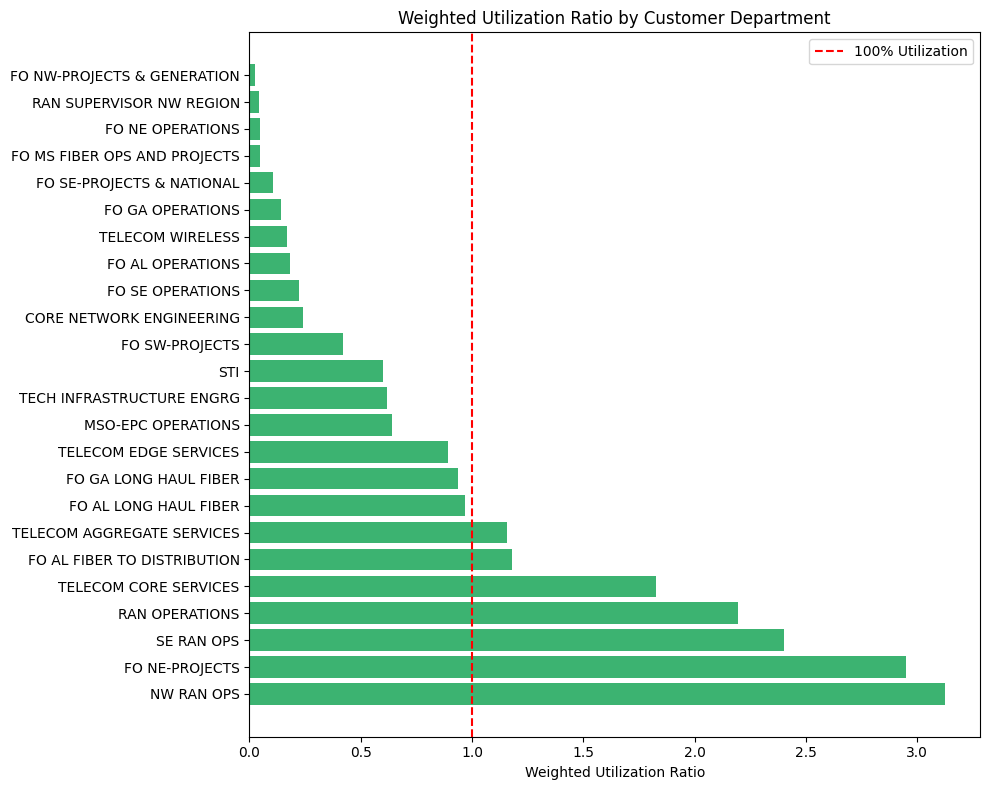 Weighted Utilization Ratio by Customer Department
100% Utilization
FO NW-PROJECTS & GENERATION
RAN SUPERVISOR NW REGION
FO NE OPERATIONS
FO MS FIBER OPS AND PROJECTS
FO SE-PROJECTS & NATIONAL
FO GA OPERATIONS
TELECOM WIRELESS
FO AL OPERATIONS
FO SE OPERATIONS
CORE NETWORK ENGINEERING
FO SW-PROJECTS
STI
TECH INFRASTRUCTURE ENGRG
MSO-EPC OPERATIONS
TELECOM EDGE SERVICES
FO GA LONG HAUL FIBER
FO AL LONG HAUL FIBER
TELECOM AGGREGATE SERVICES
FO AL FIBER TO DISTRIBUTION
TELECOM CORE SERVICES
RAN OPERATIONS
SE RAN OPS
FO NE-PROJECTS
NW RAN OPS
0.0 0.5 1.0 1.5 2.0 2.5 3.0
Weighted Utilization Ratio